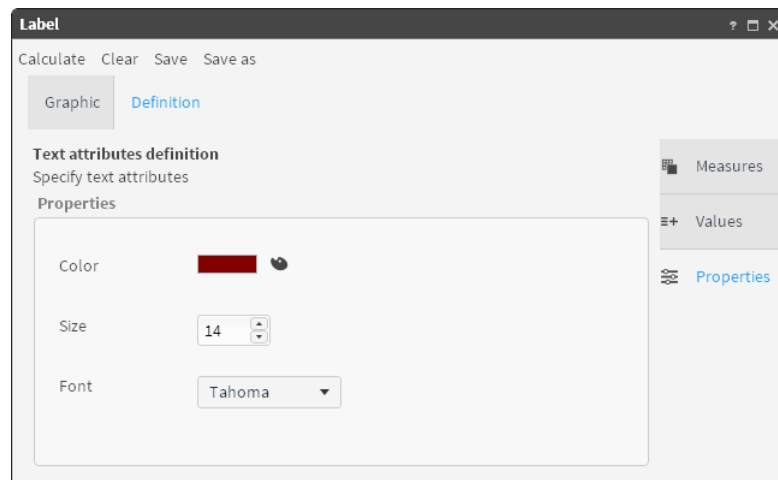 Label
?
Calculate Clear Save Save as
Graphic Definition
Text attributes definition
Specify text attributes
Properties
Color
Size 14
Font Tahoma
Measures
Values
Properties